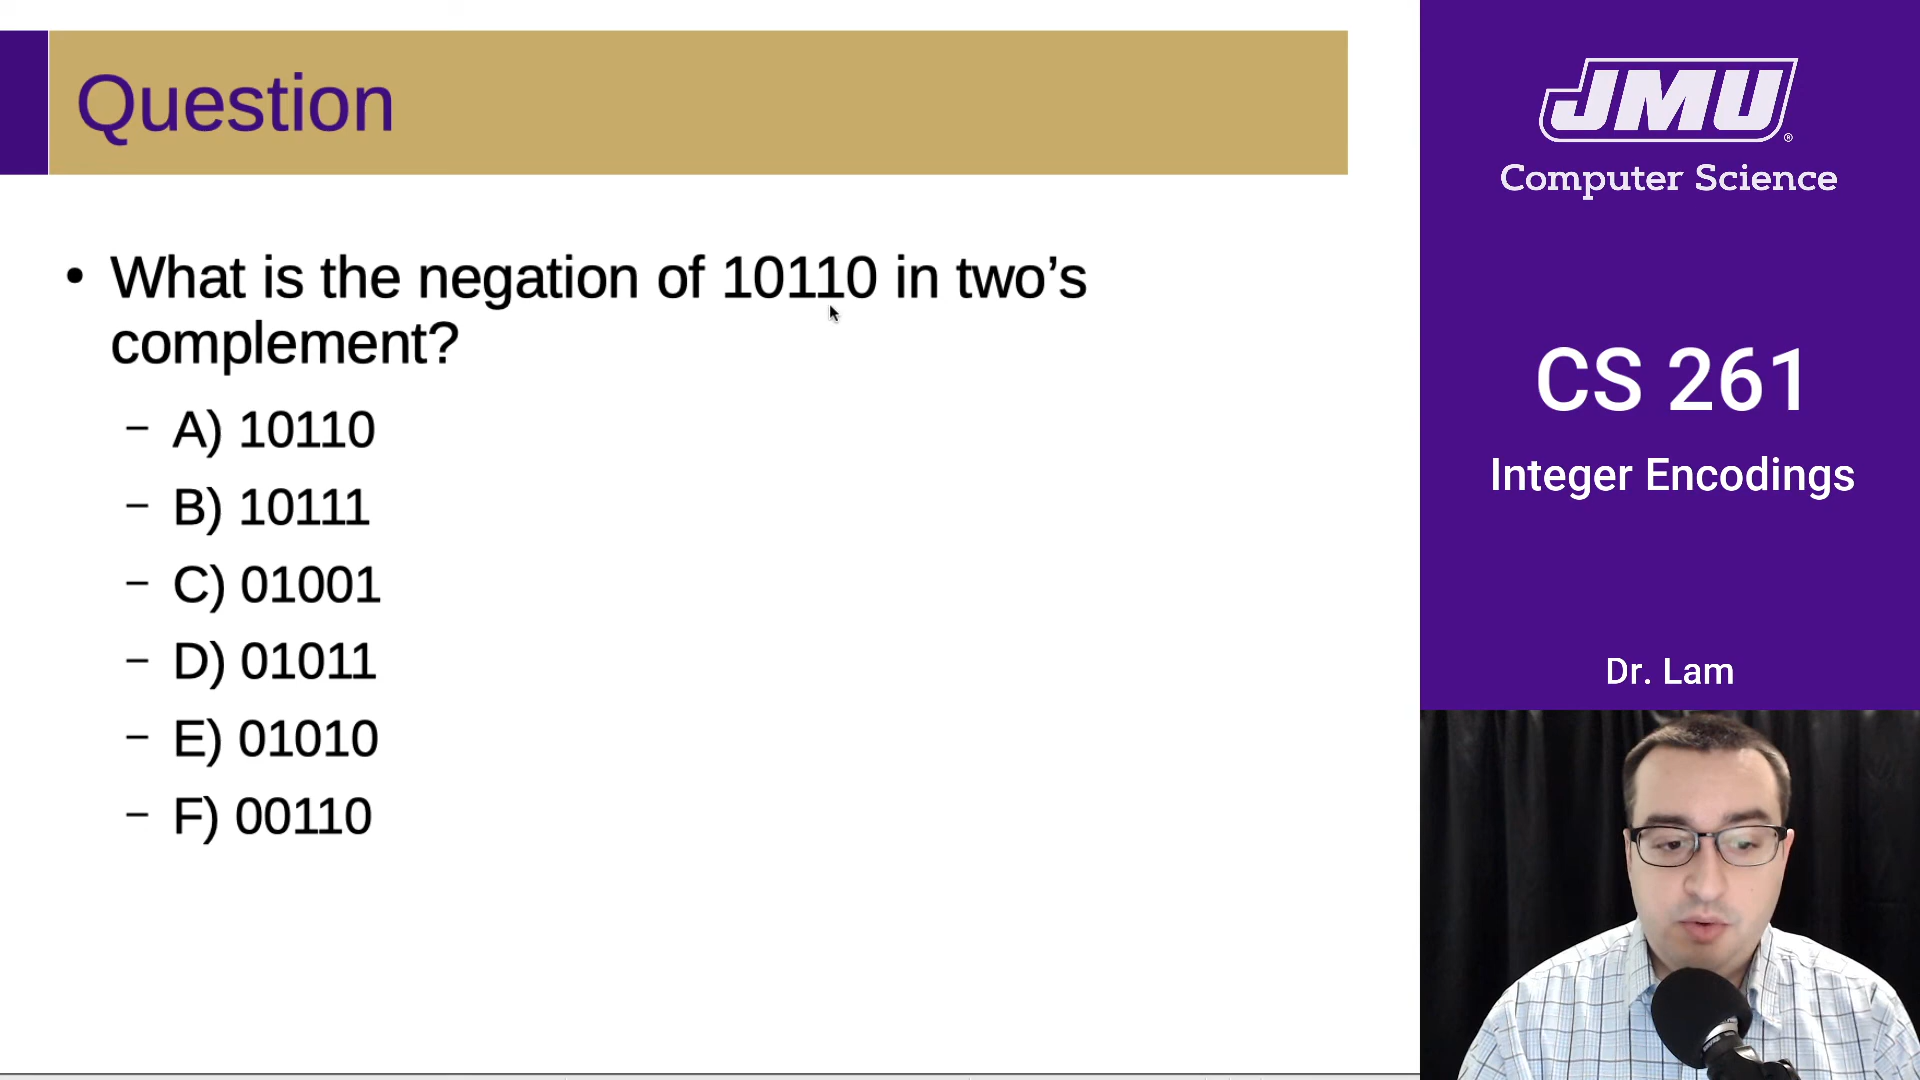 Question
• What is the negation of 10110 in two's
complement?
– A) 10110
– B) 10111
– C) 01001
– D) 01011
– E) 01010
– F) 00110
JMU®
Computer Science
CS 261
Integer Encodings
Dr. Lam